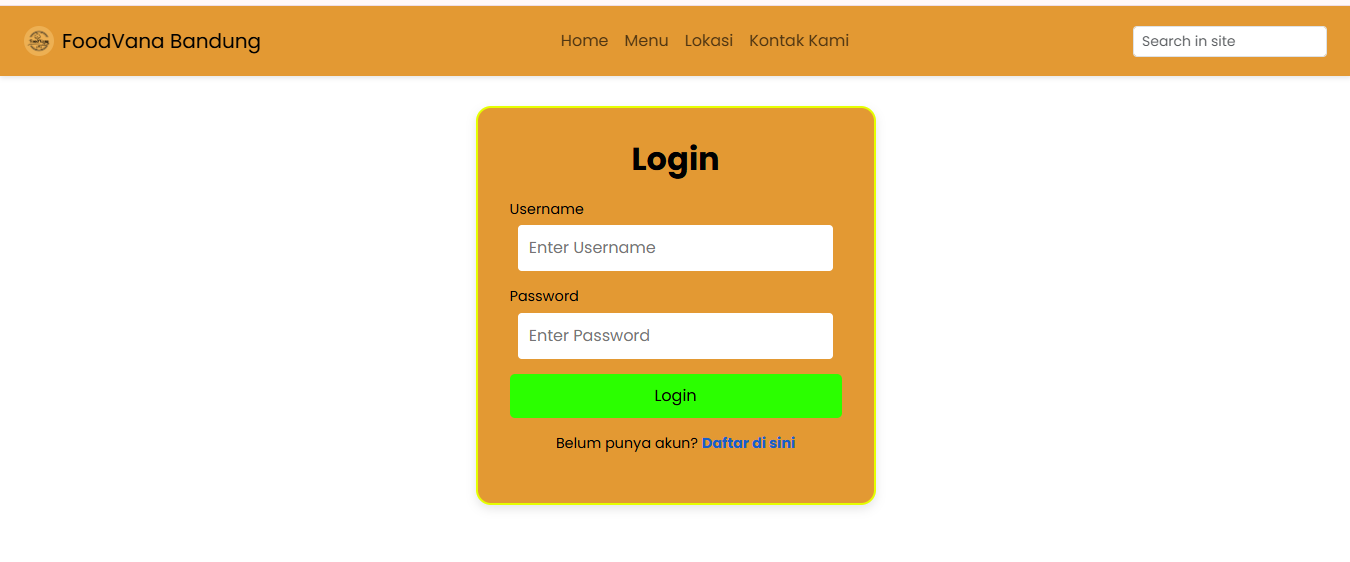 FoodVana Bandung
Home Menu Lokasi Kontak Kami
Search in site
Login
Username
Enter Username
Password
Enter Password
Login
Belum punya akun? Daftar di sini